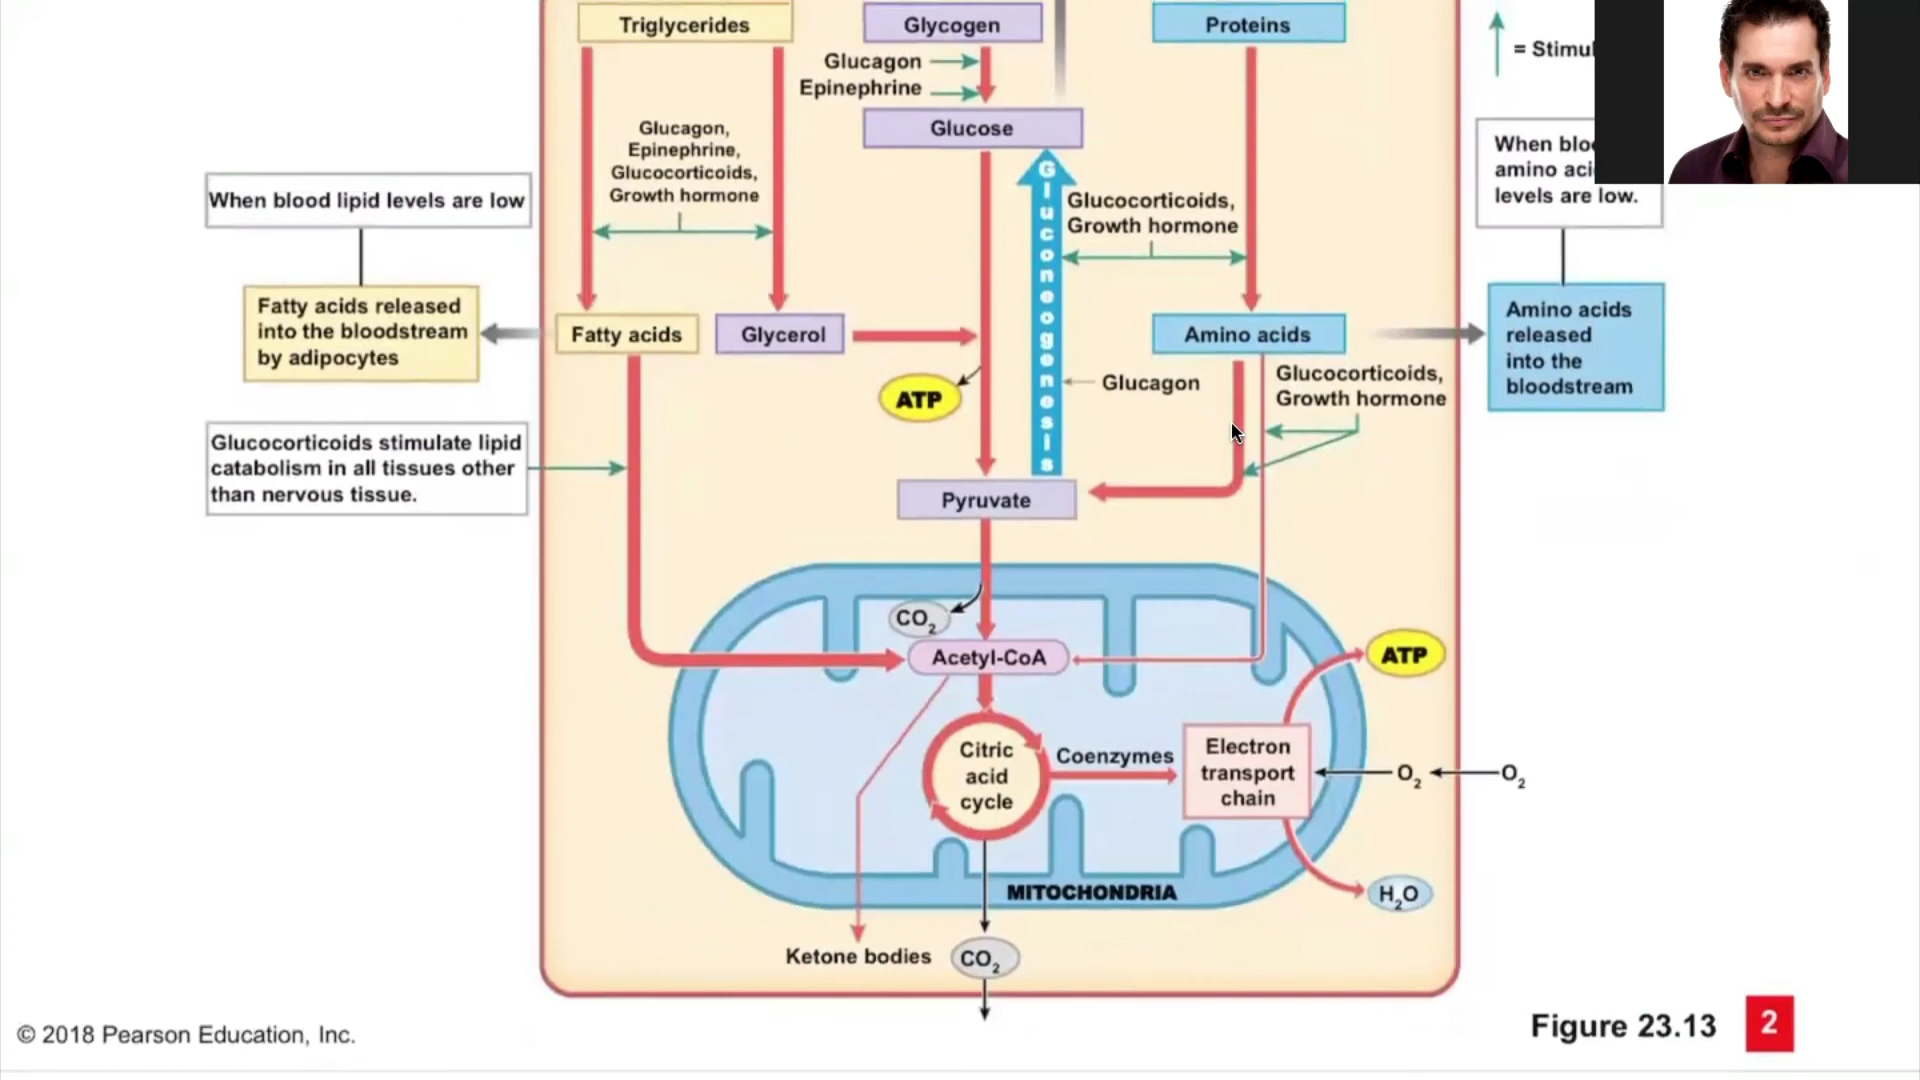 Triglycerides
Glycogen
Proteins
= Stimul
Glucagon
Epinephrine
Glucose
Glucagon,
Epinephrine,
Glucocorticoids,
Growth hormone
When blood lipid levels are low
Gluconeogenesis
Glucocorticoids,
Growth hormone
When bloo
amino aci
levels are low.
Fatty acids released
into the bloodstream
by adipocytes
Fatty acids
Glycerol
Amino acids
Amino acids
released
into the
bloodstream
ATP
Glucagon
Glucocorticoids,
Growth hormone
Glucocorticoids stimulate lipid
catabolism in all tissues other
than nervous tissue.
Pyruvate
CO2
Acetyl-CoA
ATP
Citric
acid
cycle
Coenzymes
Electron
transport
chain
O2
O2
MITOCHONDRIA
H2O
Ketone bodies
CO2
© 2018 Pearson Education, Inc.
Figure 23.13
2